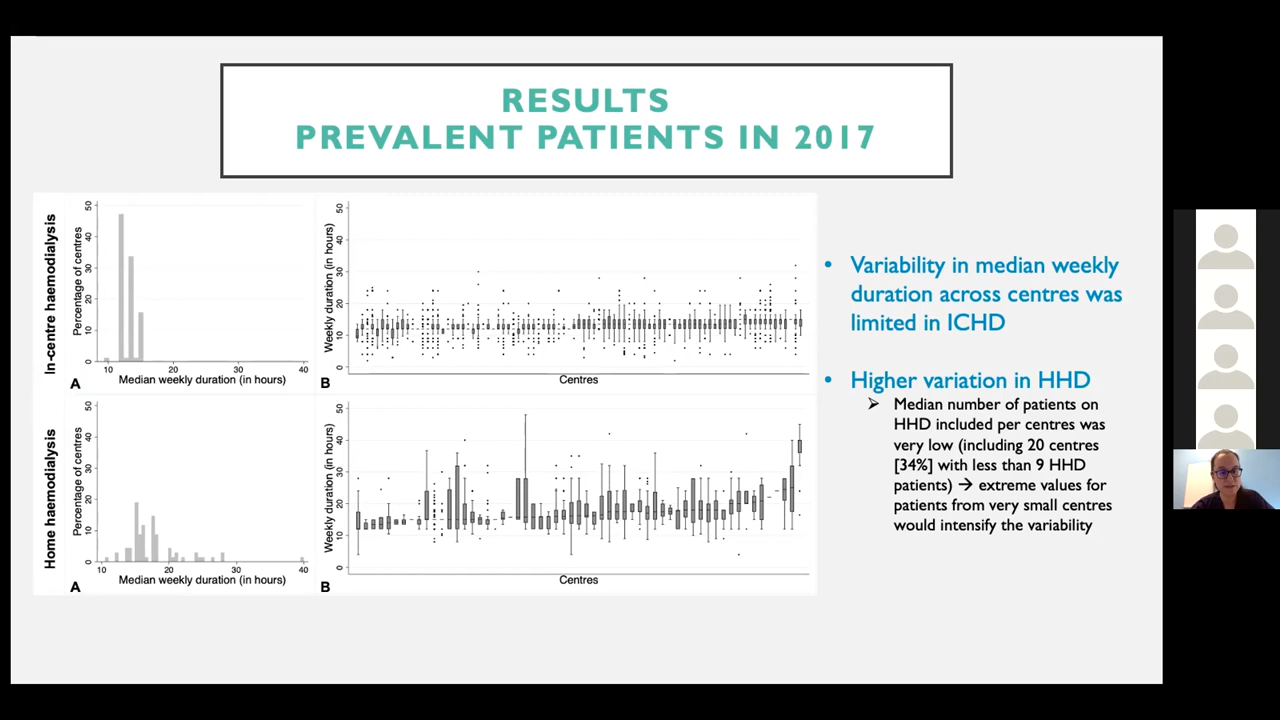 RESULTS
PREVALENT PATIENTS IN 2017
In-centre haemodialysis
Percentage of centres
0 10 20 30 40 50
10 20 30 40
Median weekly duration (in hours)
A
Weekly duration (in hours)
0 10 20 30 40 50
Centres
B
Home haemodialysis
Percentage of centres
0 10 20 30 40 50
10 20 30 40
Median weekly duration (in hours)
A
Weekly duration (in hours)
0 10 20 30 40 50
Centres
B
• Variability in median weekly
duration across centres was
limited in ICHD
• Higher variation in HHD
➤ Median number of patients on
HHD included per centres was
very low (including 20 centres
[34%] with less than 9 HHD
patients) → extreme values for
patients from very small centres
would intensify the variability